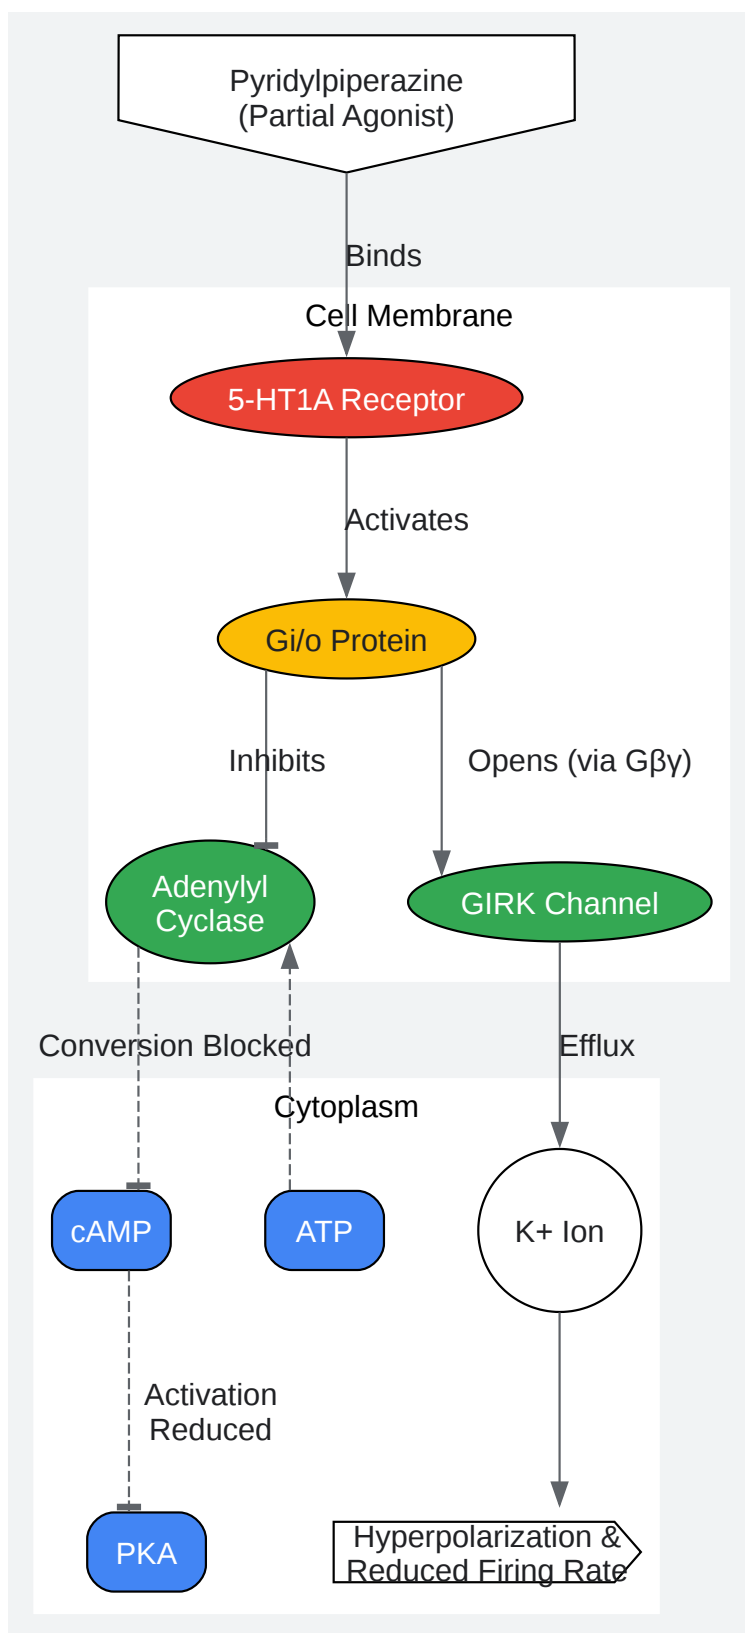 Pyridylpiperazine
(Partial Agonist)
Binds
Cell Membrane
5-HT1A Receptor
Activates
Gi/o Protein
Inhibits
Opens (via Gβγ)
Adenylyl
Cyclase
GIRK Channel
Conversion Blocked
Efflux
Cytoplasm
cAMP
ATP
K+ Ion
Activation
Reduced
PKA
Hyperpolarization &
Reduced Firing Rate